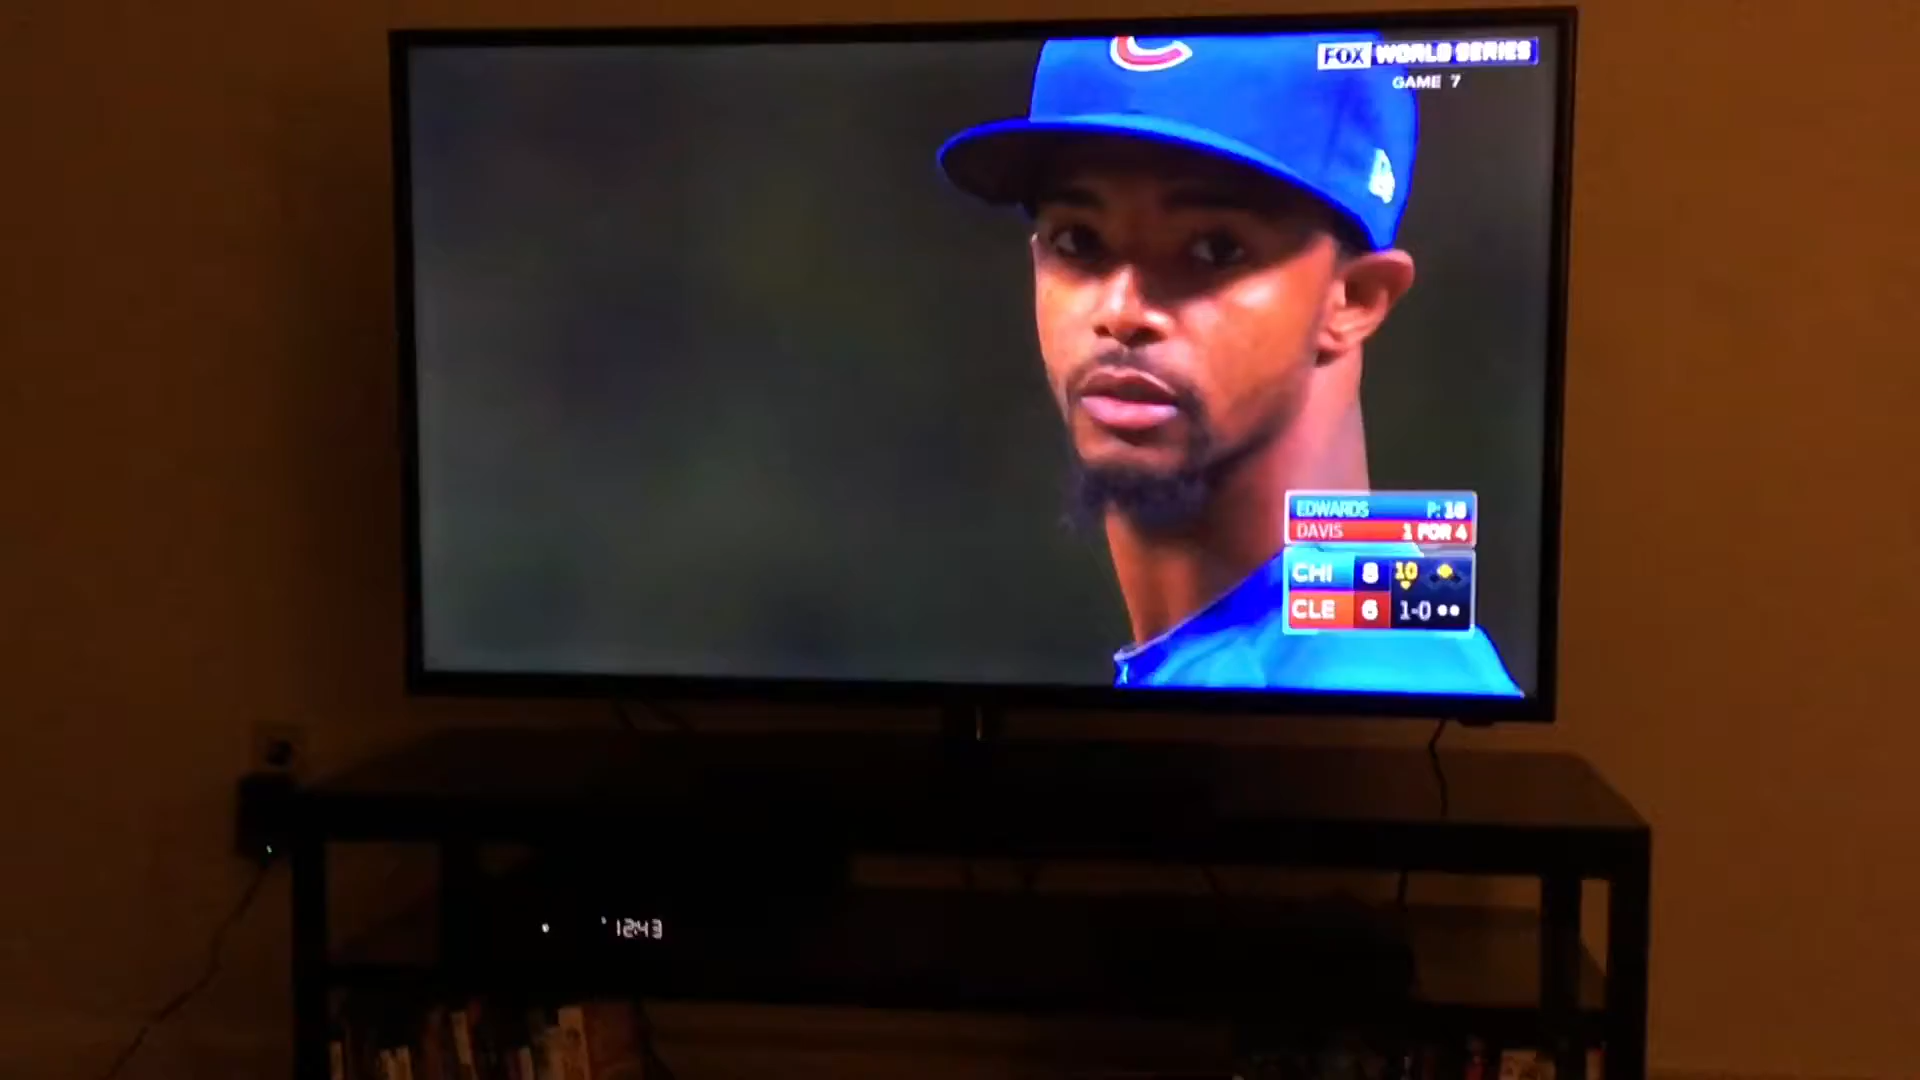 C
FOX WORLD SERIES
GAME 7
EDWARDS P: 16
DAVIS 1 FOR 4
CHI 8 10
CLE 6 1-0
12:43